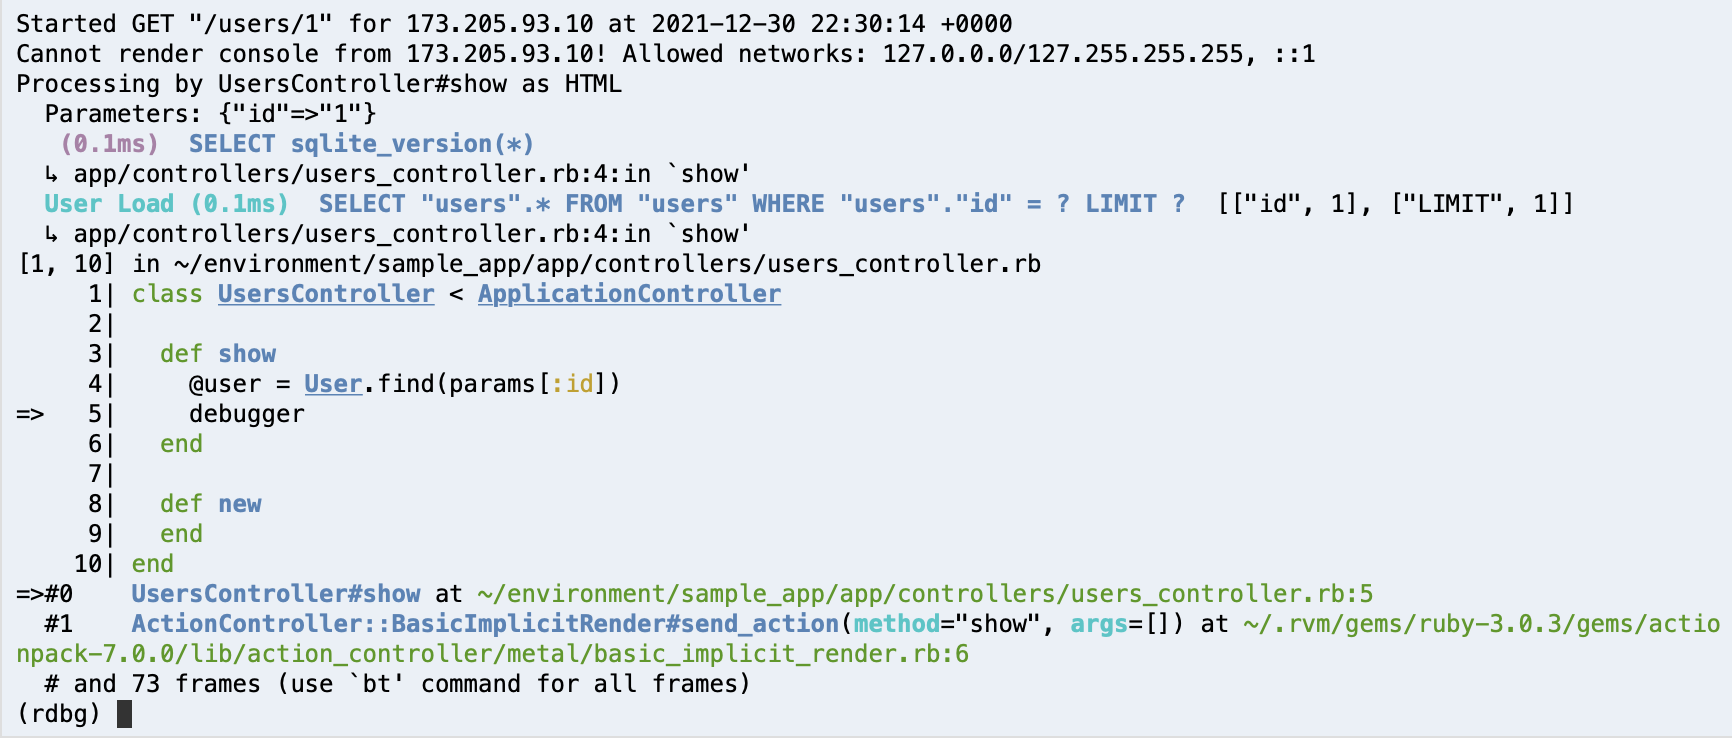 Started GET "/users/1" for 173.205.93.10 at 2021-12-30 22:30:14 +0000
Cannot render console from 173.205.93.10! Allowed networks: 127.0.0.0/127.255.255.255, ::1
Processing by UsersController#show as HTML
  Parameters: {"id"=>"1"}
   (0.1ms)  SELECT sqlite_version(*)
  ↳ app/controllers/users_controller.rb:4:in `show'
  User Load (0.1ms)  SELECT "users".* FROM "users" WHERE "users"."id" = ? LIMIT ?  [["id", 1], ["LIMIT", 1]]
  ↳ app/controllers/users_controller.rb:4:in `show'
[1, 10] in ~/environment/sample_app/app/controllers/users_controller.rb
     1| class UsersController < ApplicationController
     2|
     3|   def show
     4|     @user = User.find(params[:id])
=>   5|     debugger
     6|   end
     7|
     8|   def new
     9|   end
    10| end
=>#0    UsersController#show at ~/environment/sample_app/app/controllers/users_controller.rb:5
  #1    ActionController::BasicImplicitRender#send_action(method="show", args=[]) at ~/.rvm/gems/ruby-3.0.3/gems/actio
npack-7.0.0/lib/action_controller/metal/basic_implicit_render.rb:6
  # and 73 frames (use `bt' command for all frames)
(rdbg)